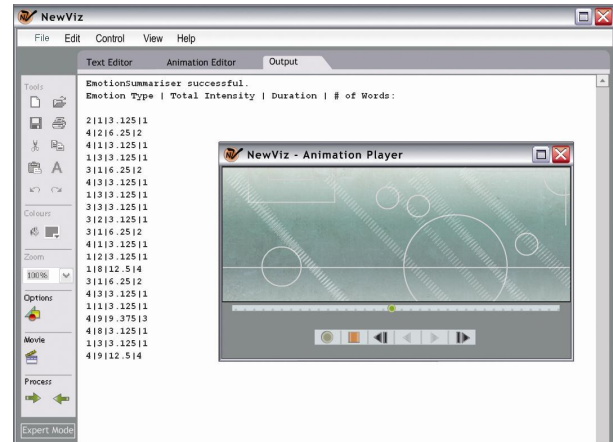 NewViz
File Edit Control View Help
Text Editor Animation Editor Output
Tools
Colours
Zoom
100%
Options
Movie
Process
Expert Mode
EmotionSummariser successful.
Emotion Type | Total Intensity | Duration | # of Words:
2|1|3.125|1
4|2|6.25|2
4|1|3.125|1
1|3|3.125|1
3|1|6.25|2
4|3|3.125|1
1|3|3.125|1
3|3|3.125|1
3|2|3.125|1
3|1|6.25|2
4|1|3.125|1
1|2|3.125|1
1|8|12.5|4
3|1|6.25|2
4|3|3.125|1
1|1|3.125|1
4|9|9.375|3
4|8|3.125|1
1|3|3.125|1
4|9|12.5|4
NewViz - Animation Player